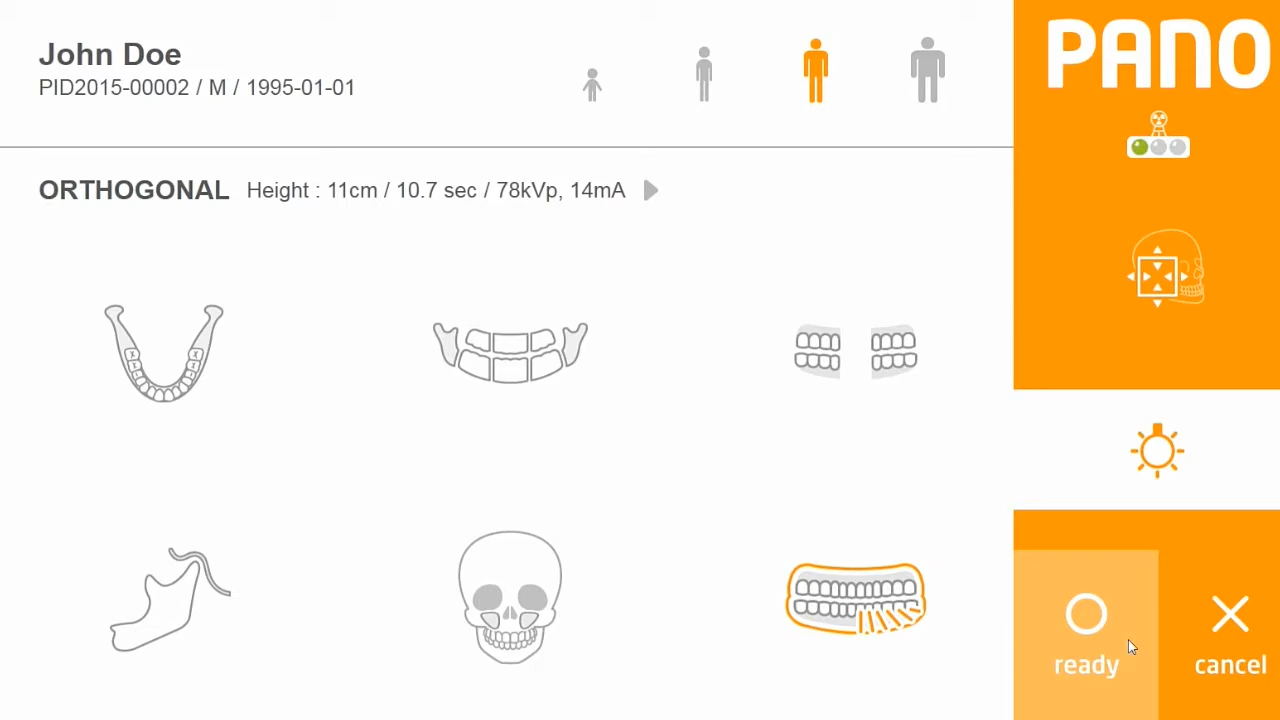 John Doe
PID2015-00002 / M / 1995-01-01
PANO
ORTHOGONAL Height : 11cm / 10.7 sec / 78kVp, 14mA
ready
cancel